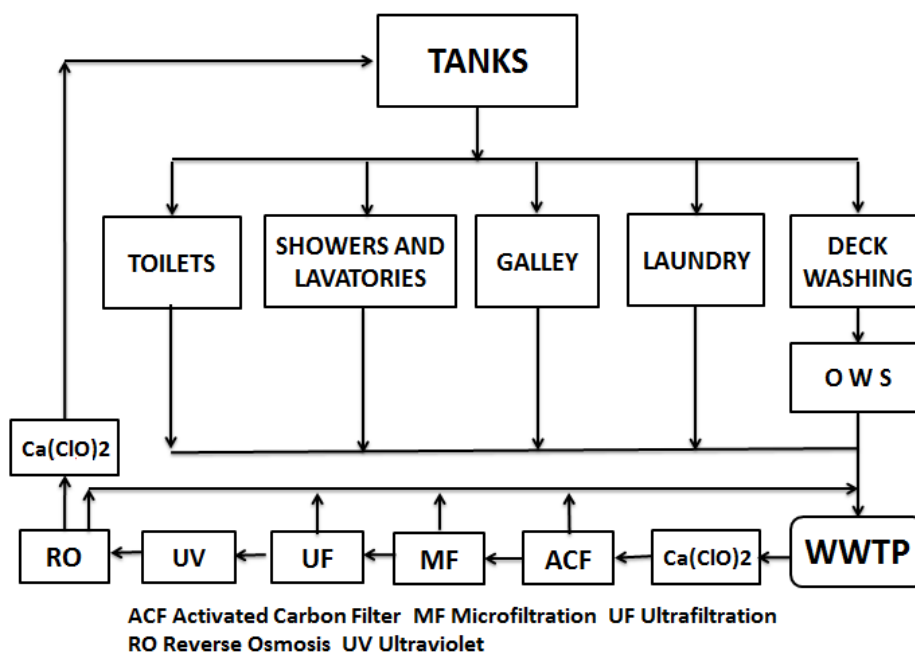 TANKS
TOILETS
SHOWERS AND
LAVATORIES
GALLEY
LAUNDRY
DECK
WASHING
O W S
Ca(ClO)2
RO
UV
UF
MF
ACF
Ca(ClO)2
WWTP
ACF Activated Carbon Filter MF Microfiltration UF Ultrafiltration
RO Reverse Osmosis UV Ultraviolet